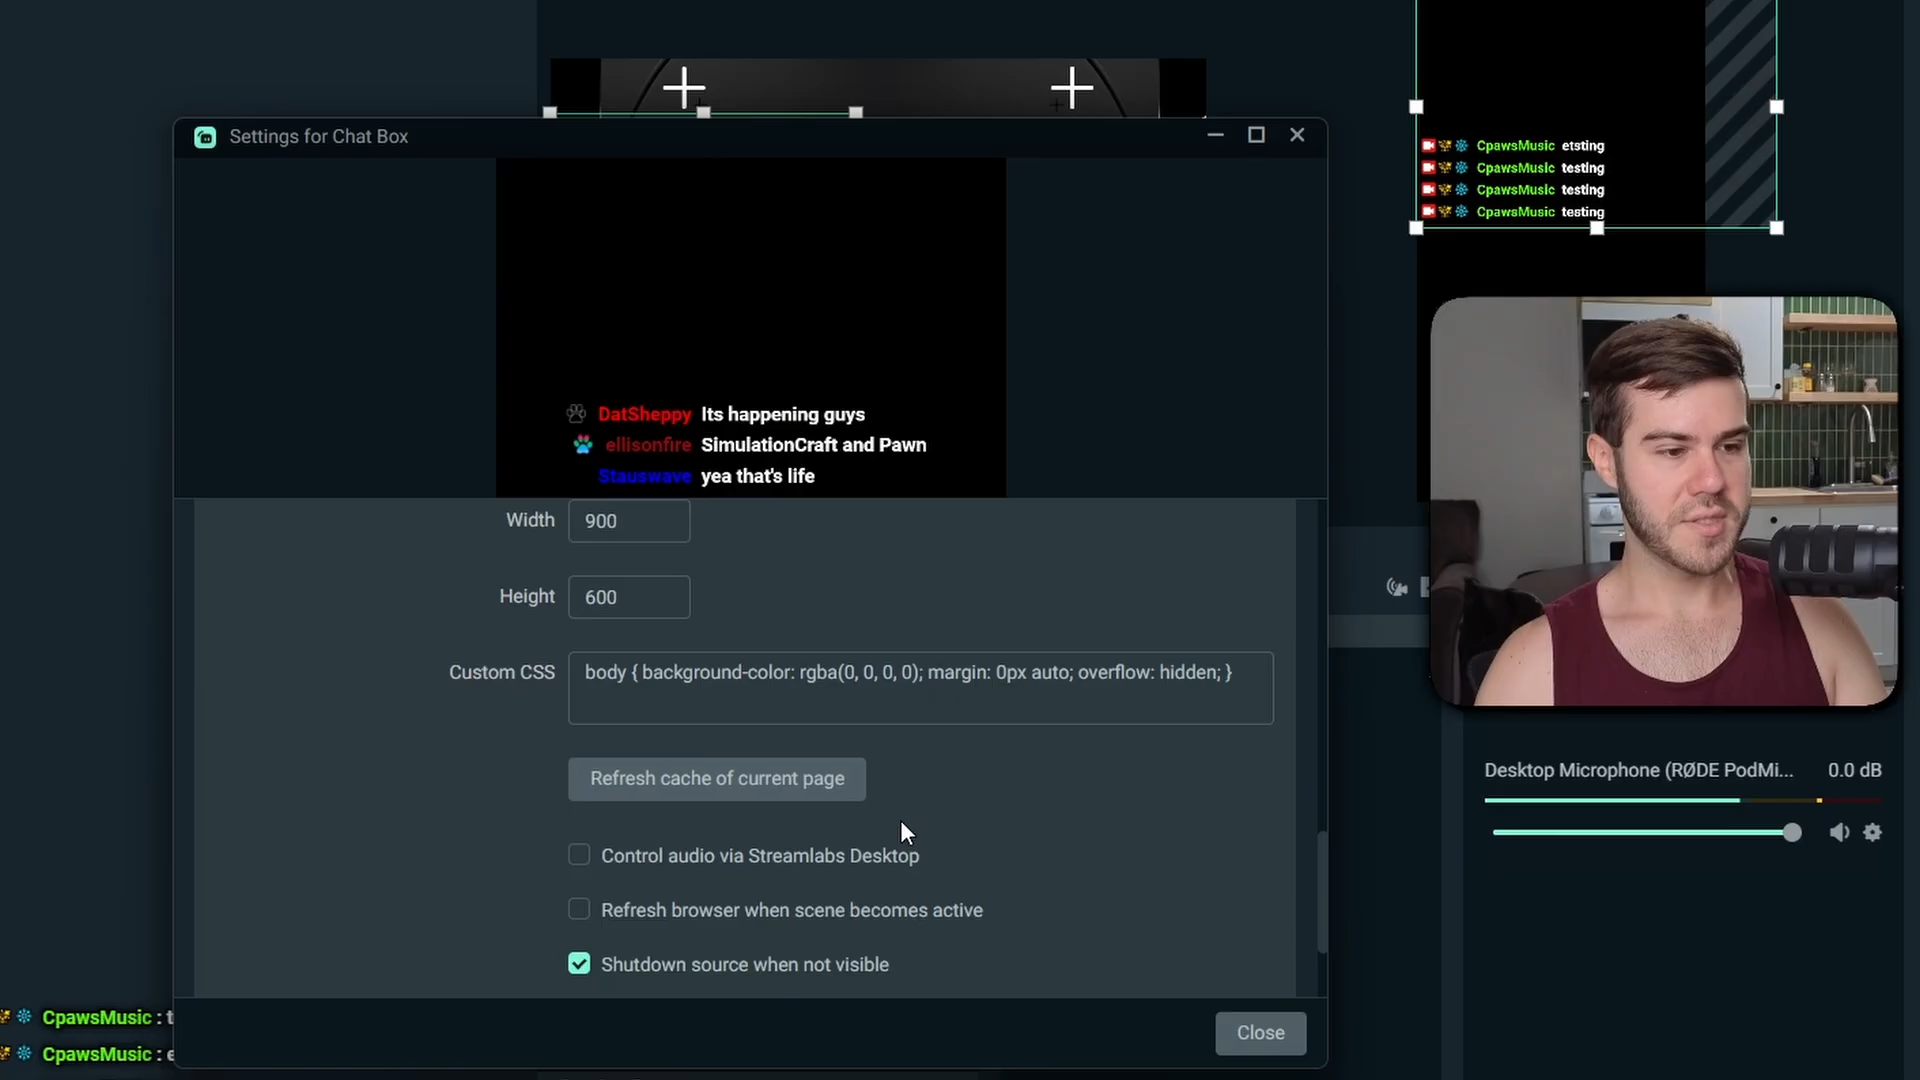 Settings for Chat Box
CpawsMusic etsting
CpawsMusic testing
CpawsMusic testing
CpawsMusic testing
DatSheppy Its happening guys
ellisonfire SimulationCraft and Pawn
Stauswave yea that's life
Width 900
Height 600
Custom CSS body { background-color: rgba(0, 0, 0, 0); margin: 0px auto; overflow: hidden; }
Refresh cache of current page
Control audio via Streamlabs Desktop
Refresh browser when scene becomes active
Shutdown source when not visible
Close
Desktop Microphone (RØDE PodMi... 0.0 dB
CpawsMusic : t
CpawsMusic : e